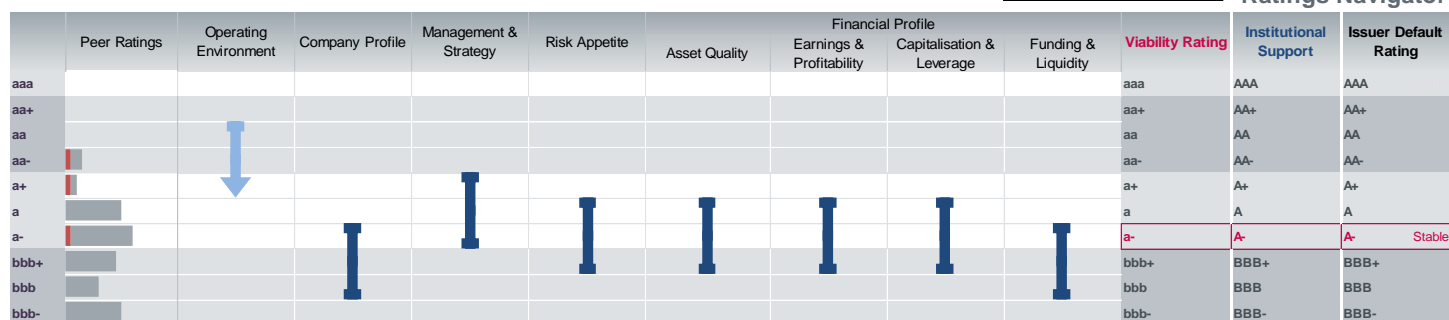 Ratings Navigator
Peer Ratings
Operating
Environment
Company Profile
Management &
Strategy
Risk Appetite
Financial Profile
Asset Quality
Earnings &
Profitability
Capitalisation &
Leverage
Funding &
Liquidity
Viability Rating
Institutional
Support
Issuer Default
Rating
aaa aaa AAA AAA
aa+ aa+ AA+ AA+
aa aa AA AA
aa- aa- AA- AA-
a+ a+ A+ A+
a a A A
a- a- A- A- Stable
bbb+ bbb+ BBB+ BBB+
bbb bbb BBB BBB
bbb- bbb- BBB- BBB-